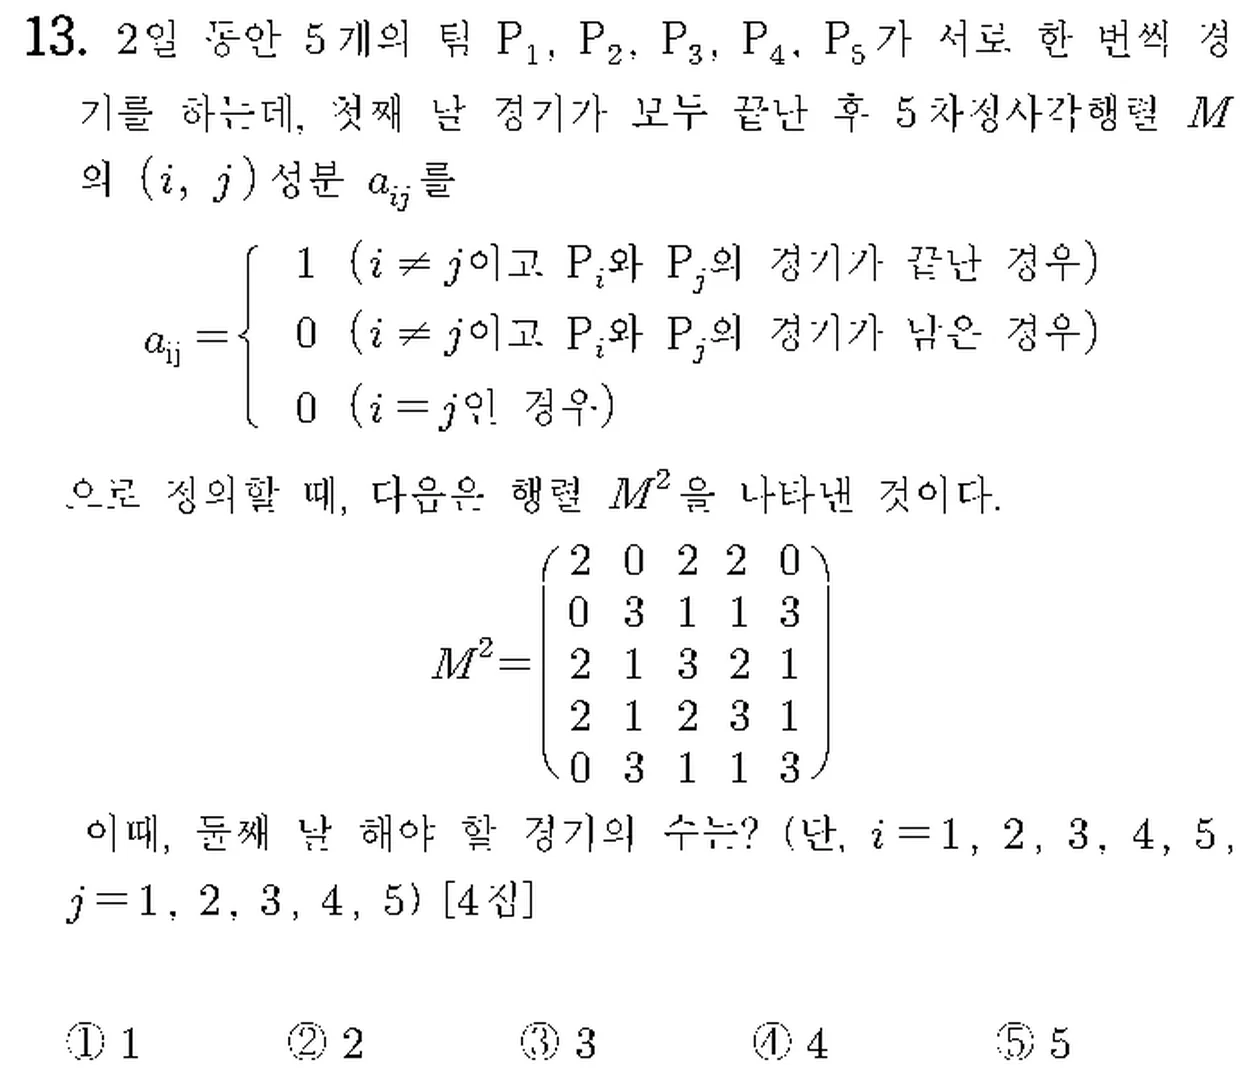 13. 2일 동안 5개의 팀 P₁, P₂, P₃, P₄, P₅가 서로 한 번씩 경
기를 하는데, 첫째 날 경기가 모두 끝난 후 5차정사각행렬 M
의 (i, j)성분 aᵢⱼ를
aᵢⱼ = { 1 (i ≠ j이고 Pᵢ와 Pⱼ의 경기가 끝난 경우)
0 (i ≠ j이고 Pᵢ와 Pⱼ의 경기가 남은 경우)
0 (i = j인 경우)
으로 정의할 때, 다음은 행렬 M²을 나타낸 것이다.
M² = ( 2 0 2 2 0
0 3 1 1 3
2 1 3 2 1
2 1 2 3 1
0 3 1 1 3 )
이때, 둘째 날 해야 할 경기의 수는? (단, i = 1, 2, 3, 4, 5,
j = 1, 2, 3, 4, 5) [4점]
① 1 ② 2 ③ 3 ④ 4 ⑤ 5